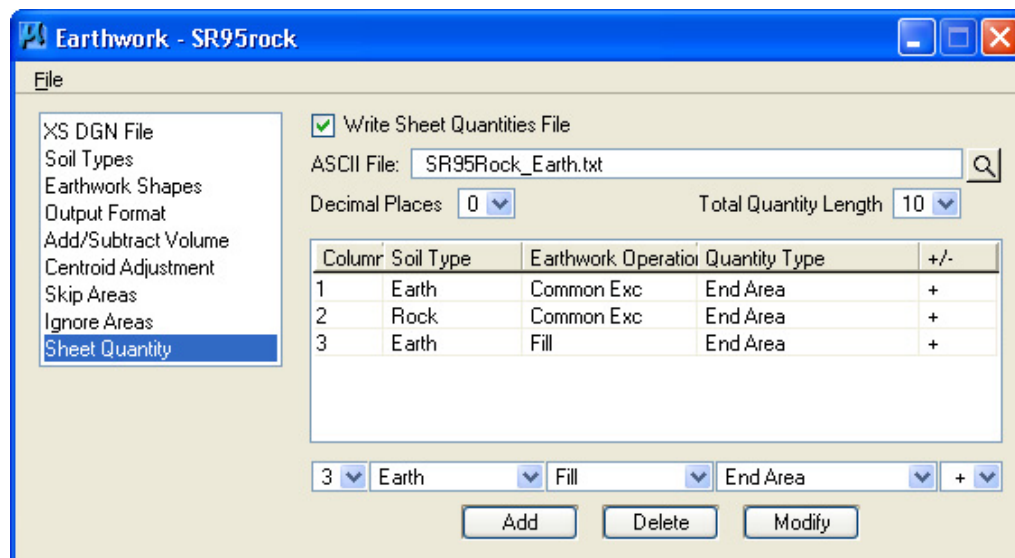 Earthwork - SR95rock
File
XS DGN File
Soil Types
Earthwork Shapes
Output Format
Add/Subtract Volume
Centroid Adjustment
Skip Areas
Ignore Areas
Sheet Quantity
Write Sheet Quantities File
ASCII File: SR95Rock_Earth.txt
Decimal Places 0 Total Quantity Length 10
Columr Soil Type Earthwork Operatior Quantity Type +/-
1 Earth Common Exc End Area +
2 Rock Common Exc End Area +
3 Earth Fill End Area +
3 Earth Fill End Area +
Add Delete Modify